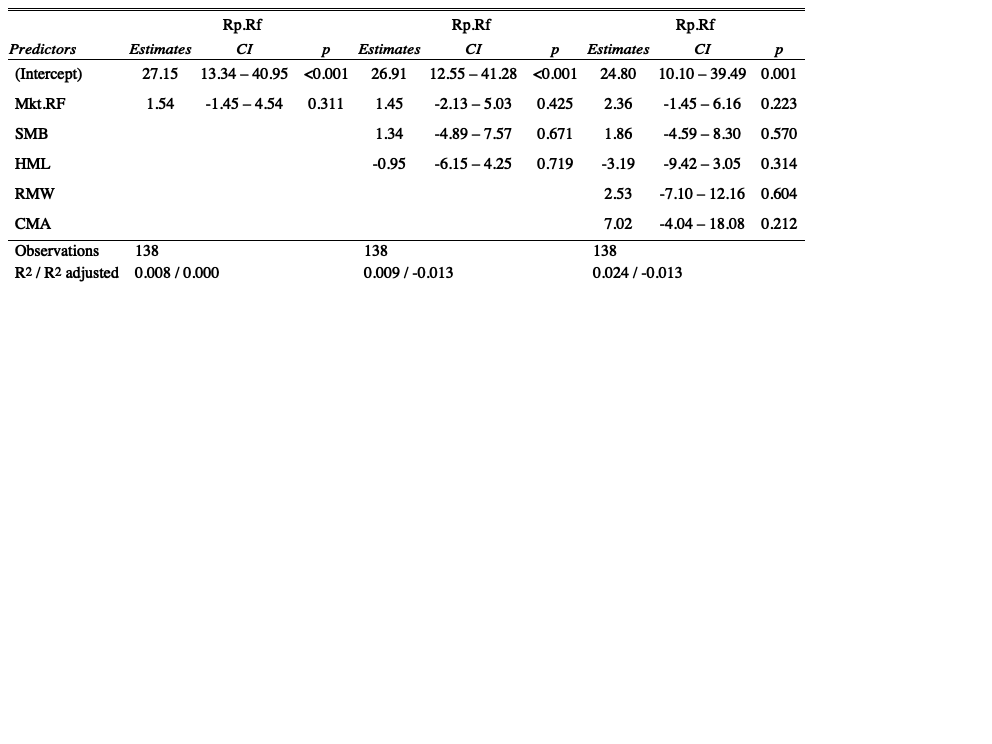 Rp.Rf Rp.Rf Rp.Rf
Predictors Estimates CI p Estimates CI p Estimates CI p
(Intercept) 27.15 13.34 – 40.95 <0.001 26.91 12.55 – 41.28 <0.001 24.80 10.10 – 39.49 0.001
Mkt.RF 1.54 -1.45 – 4.54 0.311 1.45 -2.13 – 5.03 0.425 2.36 -1.45 – 6.16 0.223
SMB 1.34 -4.89 – 7.57 0.671 1.86 -4.59 – 8.30 0.570
HML -0.95 -6.15 – 4.25 0.719 -3.19 -9.42 – 3.05 0.314
RMW 2.53 -7.10 – 12.16 0.604
CMA 7.02 -4.04 – 18.08 0.212
Observations 138 138 138
R2 / R2 adjusted 0.008 / 0.000 0.009 / -0.013 0.024 / -0.013